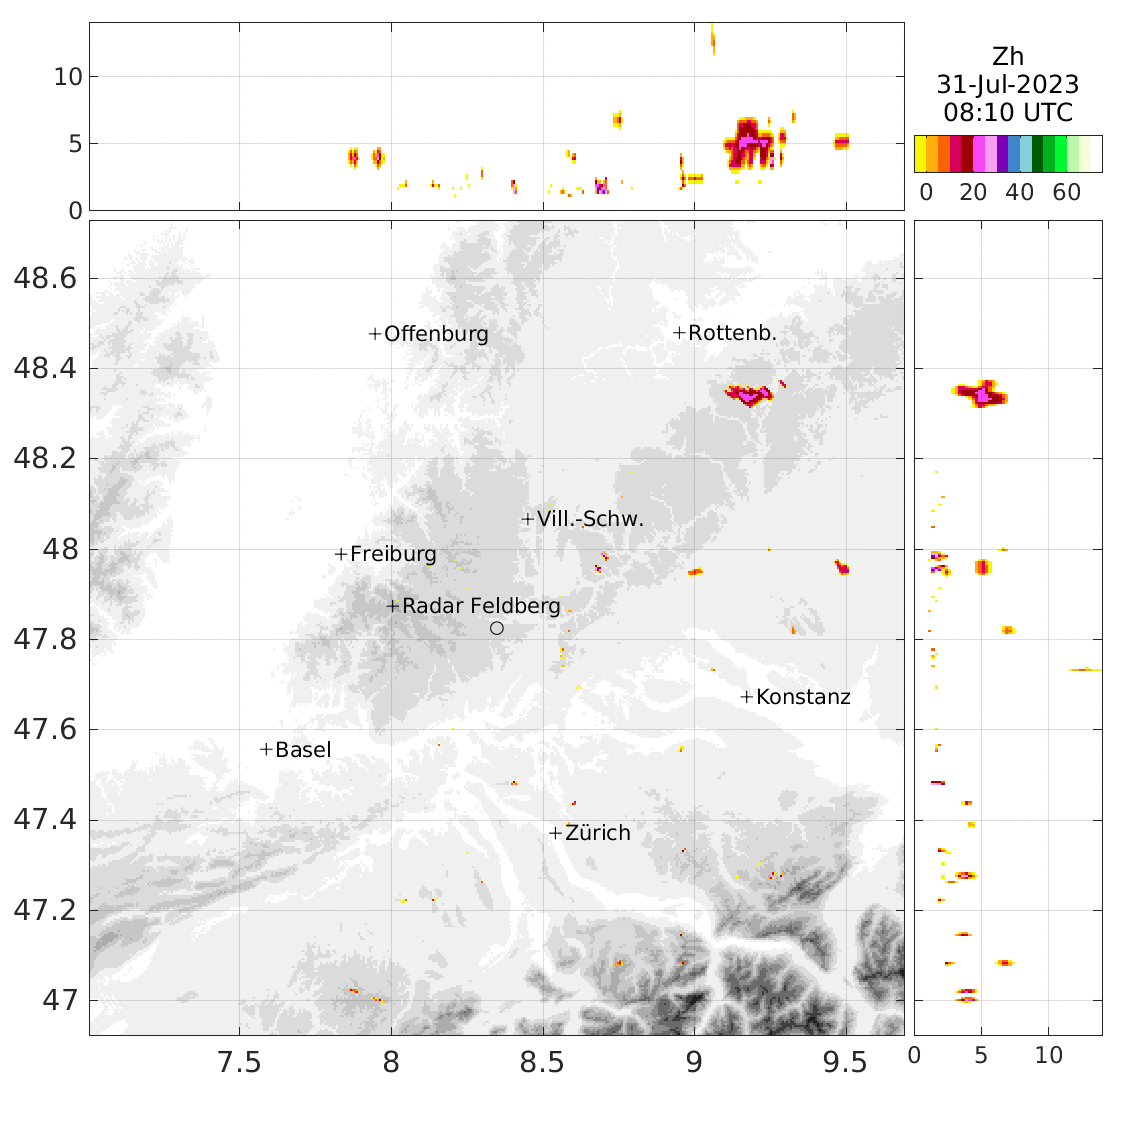 Zh
31-Jul-2023
08:10 UTC
10
5
0
0 20 40 60
48.6
48.4
48.2
48
47.8
47.6
47.4
47.2
47
Offenburg
Rottenb.
Vill.-Schw.
Freiburg
Radar Feldberg
Konstanz
Basel
Zürich
7.5 8 8.5 9 9.5
0 5 10